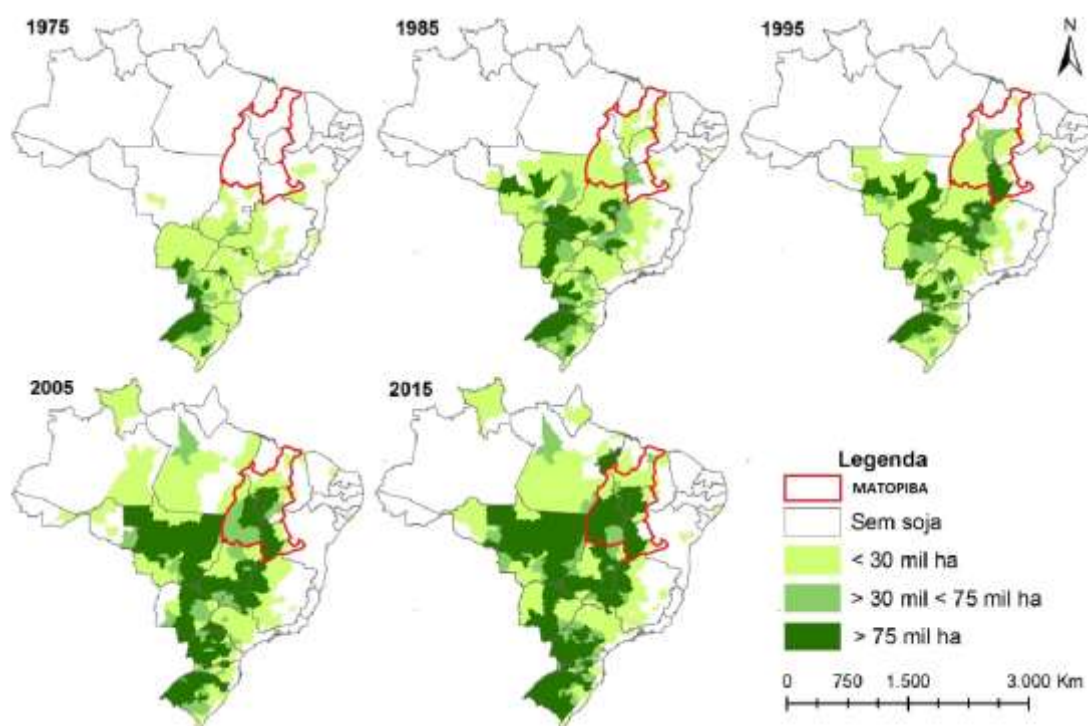 1975
1985
1995
N
2005
2015
Legenda
MATOPIBA
Sem soja
< 30 mil ha
> 30 mil < 75 mil ha
> 75 mil ha
0 750 1.500 3.000 Km